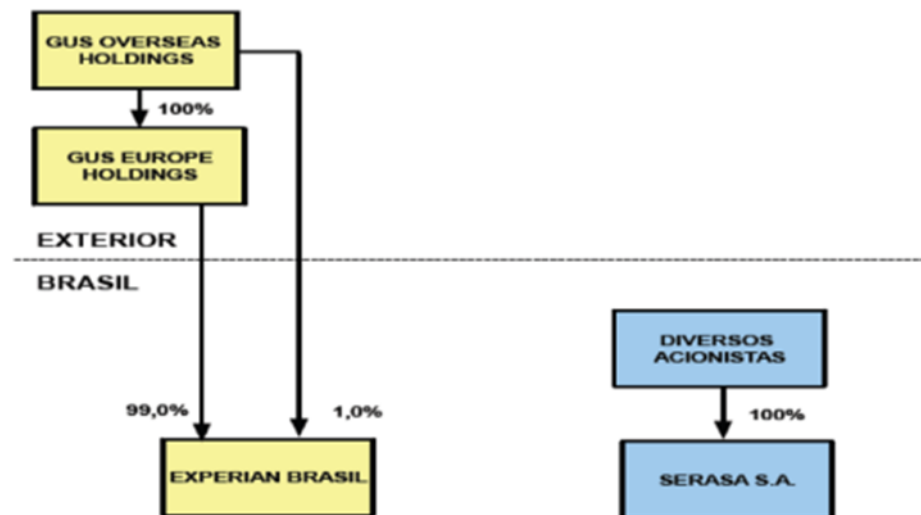 GUS OVERSEAS
HOLDINGS
100%
GUS EUROPE
HOLDINGS
EXTERIOR
BRASIL
DIVERSOS
ACIONISTAS
99,0%
1,0%
100%
EXPERIAN BRASIL
SERASA S.A.